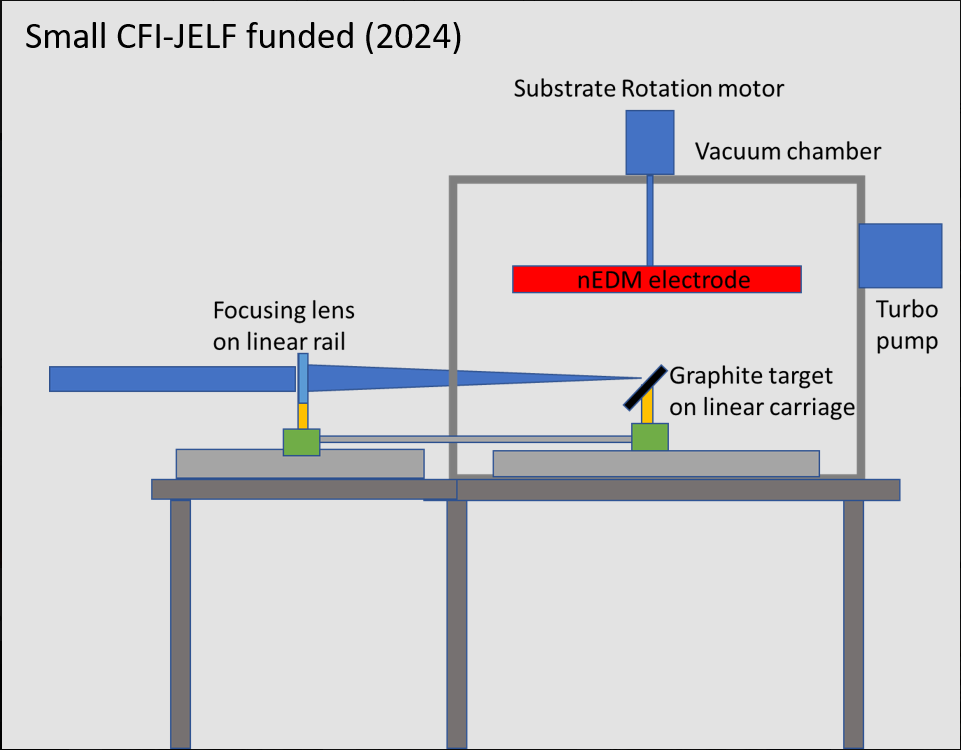 Small CFI-JELF funded (2024)
Substrate Rotation motor
Vacuum chamber
nEDM electrode
Focusing lens
on linear rail
Turbo
pump
Graphite target
on linear carriage